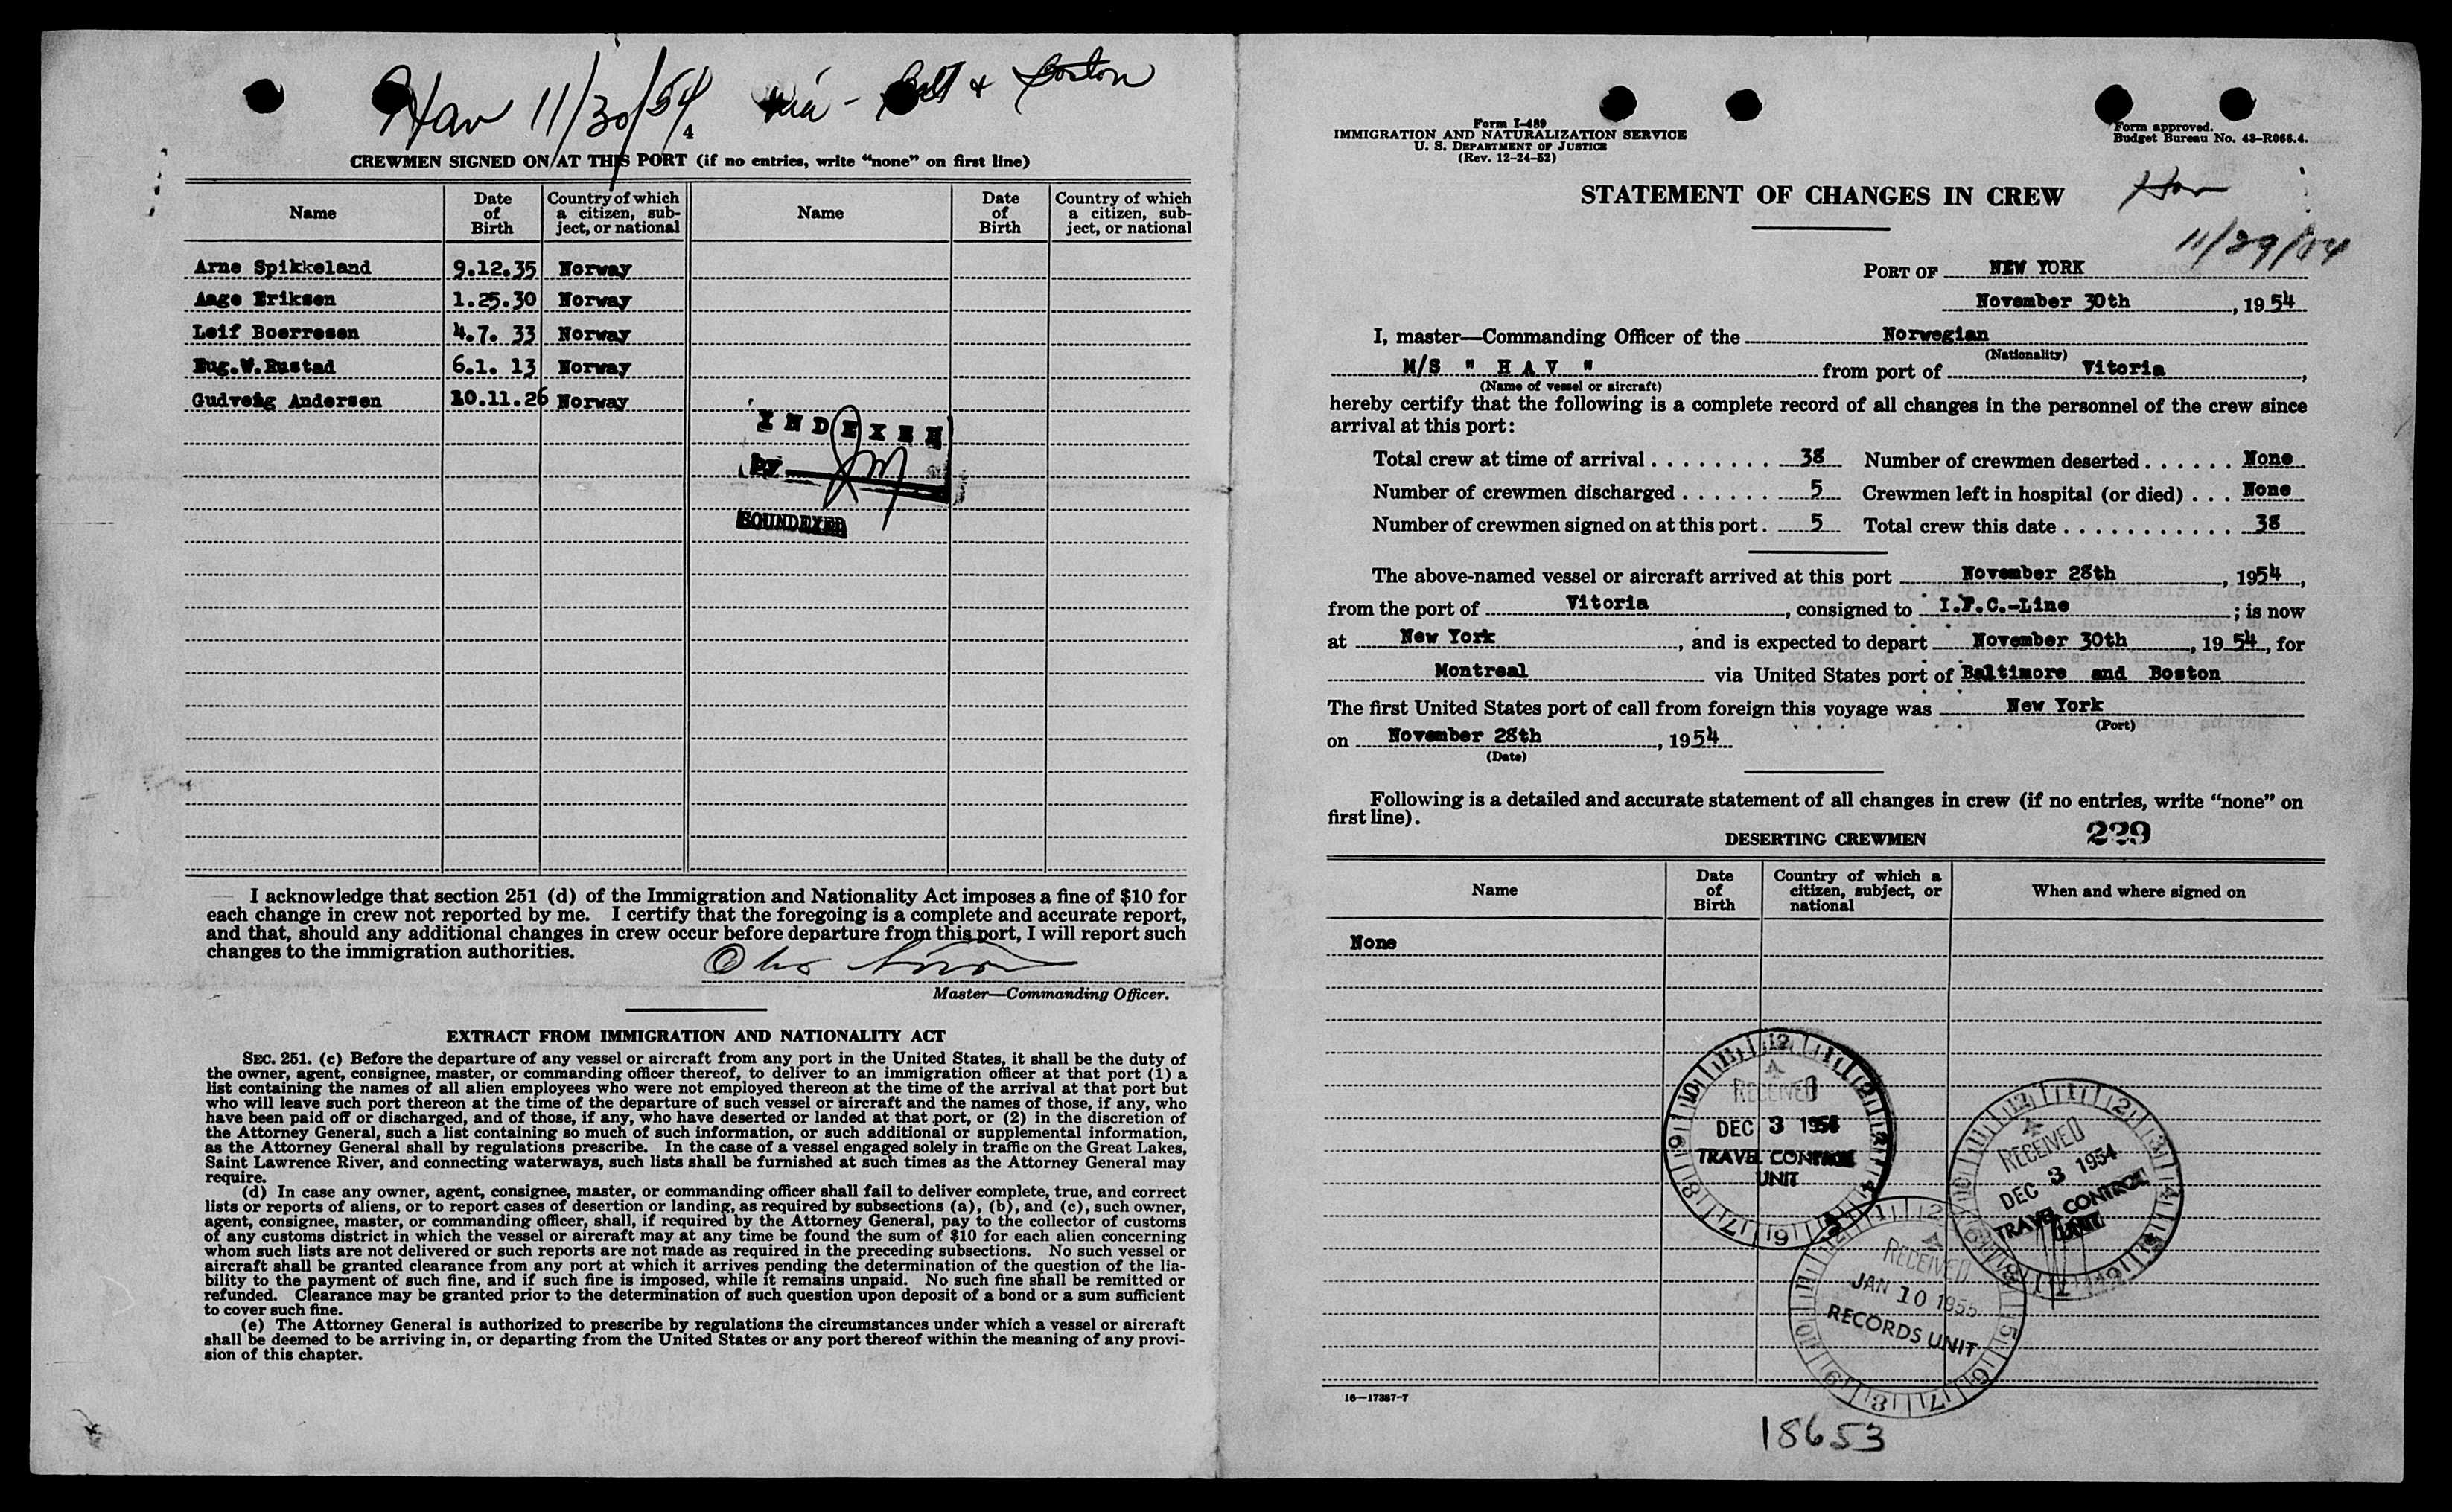 Hav 11/30/54 via - Balt & Boston
4
CREWMEN SIGNED ON AT THIS PORT (if no entries, write “none” on first line)
Name
Date of Birth
Country of which a citizen, sub-ject, or national
Name
Date of Birth
Country of which a citizen, sub-ject, or national
Arne Spikkeland 9.12.35 Norway
Aage Eriksen 1.25.30 Norway
Leif Boerresen 4.7. 33 Norway
Eug.W.Rustad 6.1. 13 Norway
Gudveig Andersen 10.11.26 Norway
INDEXED
by
SOUNDEXED
I acknowledge that section 251 (d) of the Immigration and Nationality Act imposes a fine of $10 for
each change in crew not reported by me. I certify that the foregoing is a complete and accurate report,
and that, should any additional changes in crew occur before departure from this port, I will report such
changes to the immigration authorities.
Master—Commanding Officer.
EXTRACT FROM IMMIGRATION AND NATIONALITY ACT
SEC. 251. (c) Before the departure of any vessel or aircraft from any port in the United States, it shall be the duty of
the owner, agent, consignee, master, or commanding officer thereof, to deliver to an immigration officer at that port (1) a
list containing the names of all alien employees who were not employed thereon at the time of the arrival at that port but
who will leave such port thereon at the time of the departure of such vessel or aircraft and the names of those, if any, who
have been paid off or discharged, and of those, if any, who have deserted or landed at that port, or (2) in the discretion of
the Attorney General, such a list containing so much of such information, or such additional or supplemental information,
as the Attorney General shall by regulations prescribe. In the case of a vessel engaged solely in traffic on the Great Lakes,
Saint Lawrence River, and connecting waterways, such lists shall be furnished at such times as the Attorney General may
require.
(d) In case any owner, agent, consignee, master, or commanding officer shall fail to deliver complete, true, and correct
lists or reports of aliens, or to report cases of desertion or landing, as required by subsections (a), (b), and (c), such owner,
agent, consignee, master, or commanding officer, shall, if required by the Attorney General, pay to the collector of customs
of any customs district in which the vessel or aircraft may at any time be found the sum of $10 for each alien concerning
whom such lists are not delivered or such reports are not made as required in the preceding subsections. No such vessel or
aircraft shall be granted clearance from any port at which it arrives pending the determination of the question of the lia-
bility to the payment of such fine, and if such fine is imposed, while it remains unpaid. No such fine shall be remitted or
refunded. Clearance may be granted prior to the determination of such question upon deposit of a bond or a sum sufficient
to cover such fine.
(e) The Attorney General is authorized to prescribe by regulations the circumstances under which a vessel or aircraft
shall be deemed to be arriving in, or departing from the United States or any port thereof within the meaning of any provi-
sion of this chapter.
Form I-489
IMMIGRATION AND NATURALIZATION SERVICE
U. S. DEPARTMENT OF JUSTICE
(Rev. 12-24-52)
Form approved.
Budget Bureau No. 43-R066.4.
STATEMENT OF CHANGES IN CREW
Hav
11/29/54
PORT OF NEW YORK
November 30th, 1954
I, master—Commanding Officer of the Norwegian
(Nationality)
M/S " H A V " from port of Vitoria,
(Name of vessel or aircraft)
hereby certify that the following is a complete record of all changes in the personnel of the crew since
arrival at this port:
Total crew at time of arrival . . . . . . . . 38 Number of crewmen deserted . . . . . . None
Number of crewmen discharged . . . . . . 5 Crewmen left in hospital (or died) . . . None
Number of crewmen signed on at this port . 5 Total crew this date . . . . . . . . . . . . 38
The above-named vessel or aircraft arrived at this port November 28th, 1954,
from the port of Vitoria, consigned to I.F.C.-Line; is now
at New York, and is expected to depart November 30th, 1954, for
Montreal via United States port of Baltimore and Boston
The first United States port of call from foreign this voyage was New York
(Port)
on November 28th, 1954
(Date)
Following is a detailed and accurate statement of all changes in crew (if no entries, write “none” on
first line).
DESERTING CREWMEN
229
Name
Date of Birth
Country of which a citizen, subject, or national
When and where signed on
None
RECEIVED
DEC 3 1954
TRAVEL CONTROL
UNIT
RECEIVED
DEC 3 1954
TRAVEL CONTROL
UNIT
RECEIVED
JAN 10 1955
RECORDS UNIT
16—17387-7
18653